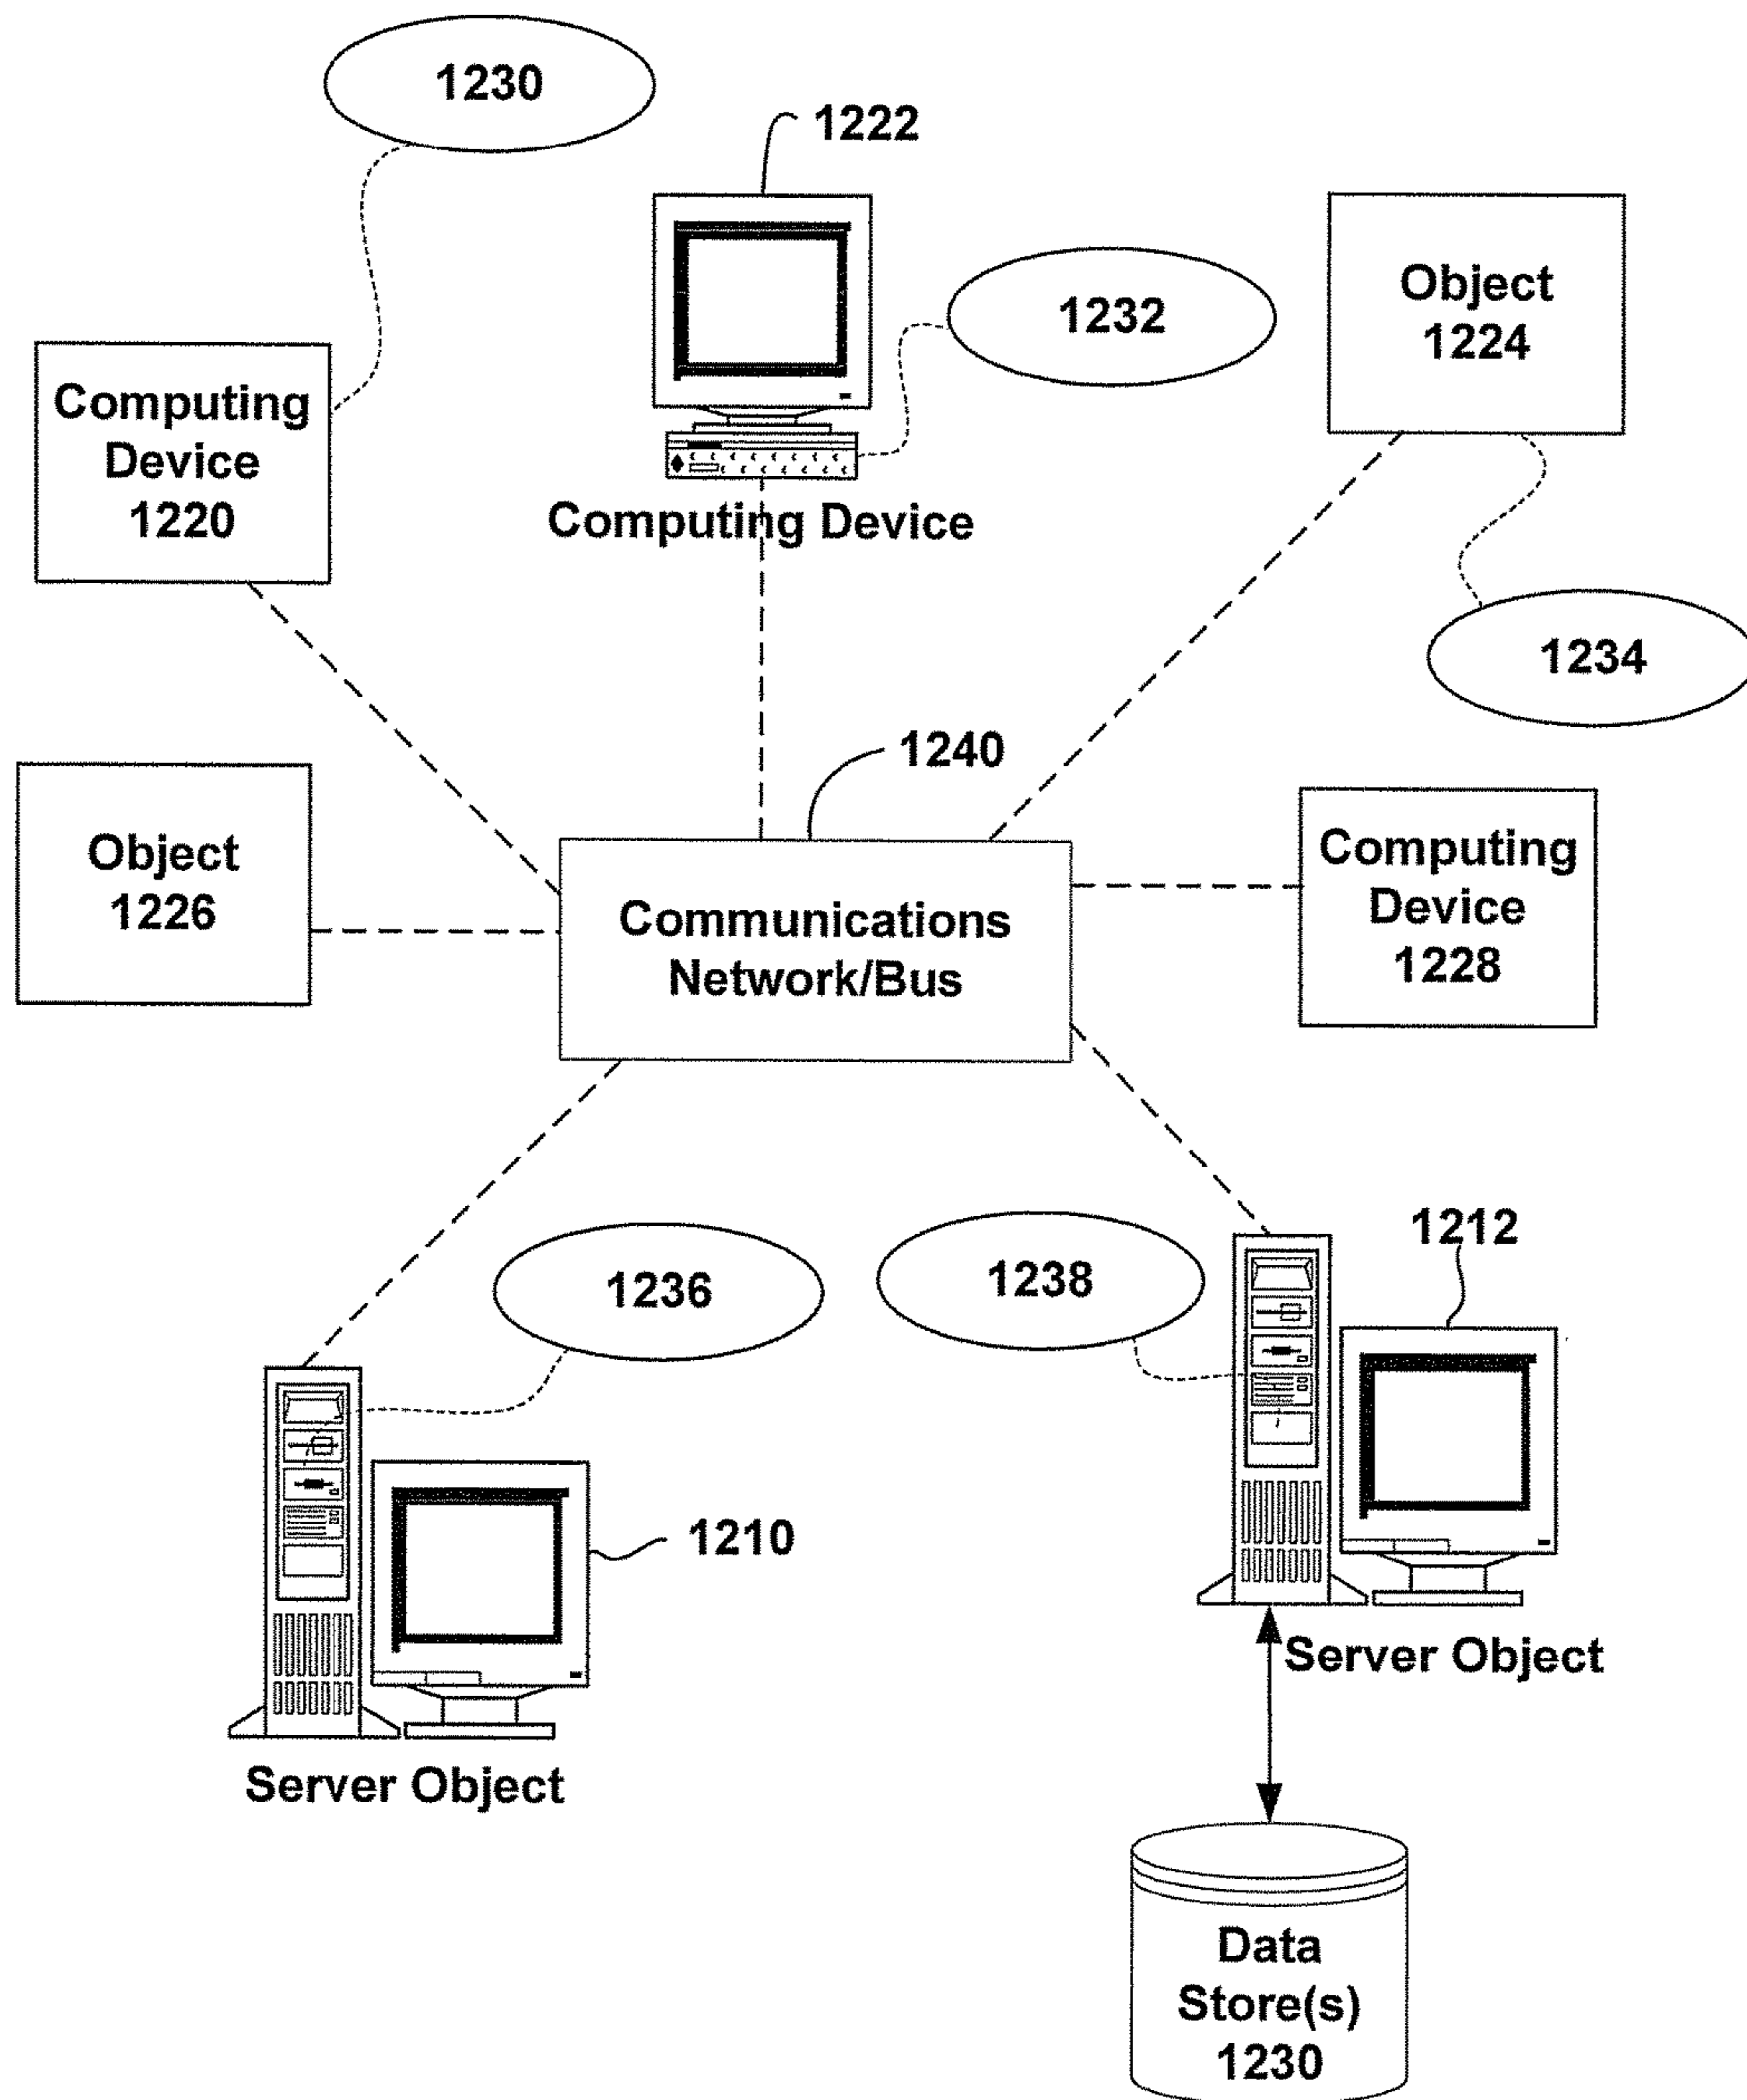 1230
1222
1232
Object
1224
Computing
Device
1220
Computing Device
1234
1240
Object
1226
Communications
Network/Bus
Computing
Device
1228
1236
1238
1212
1210
Server Object
Server Object
Data
Store(s)
1230